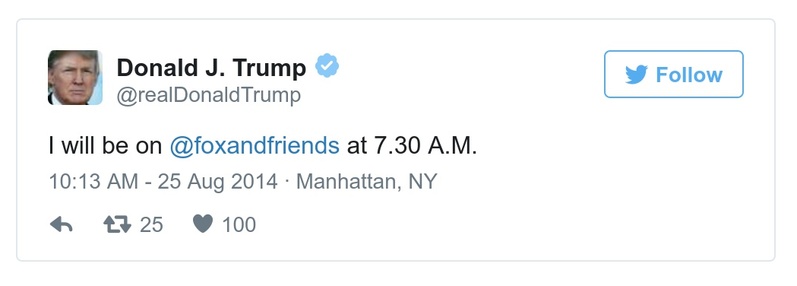 Donald J. Trump
@realDonaldTrump
Follow
I will be on @foxandfriends at 7.30 A.M.
10:13 AM - 25 Aug 2014 · Manhattan, NY
25 100